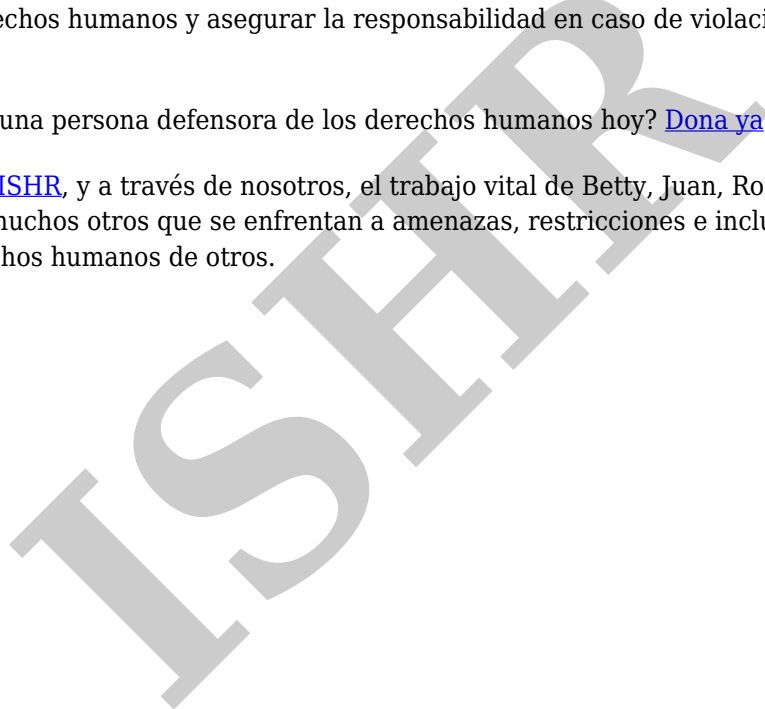 echos humanos y asegurar la responsabilidad en caso de violaci
una persona defensora de los derechos humanos hoy? Dona ya
ISHR, y a través de nosotros, el trabajo vital de Betty, Juan, Ro
muchos otros que se enfrentan a amenazas, restricciones e inclu
chos humanos de otros.
ISHR